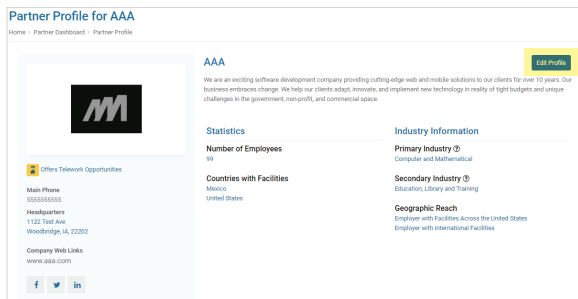 Partner Profile for AAA
Home > Partner Dashboard > Partner Profile
AAA
Edit Profile
We are an exciting software development company providing cutting-edge web and mobile solutions to our clients for over 10 years. Our
business embraces change. We help our clients adapt, innovate, and implement new technology in reality of tight budgets and unique
challenges in the government, non-profit, and commercial space.
Offers Telework Opportunities
Main Phone
5555555555
Headquarters
1122 Test Ave
Woodbridge, IA, 22202
Company Web Links
www.aaa.com
Statistics
Number of Employees
99
Countries with Facilities
Mexico
United States
Industry Information
Primary Industry ?
Computer and Mathematical
Secondary Industry ?
Education, Library and Training
Geographic Reach
Employer with Facilities Across the United States
Employer with International Facilities